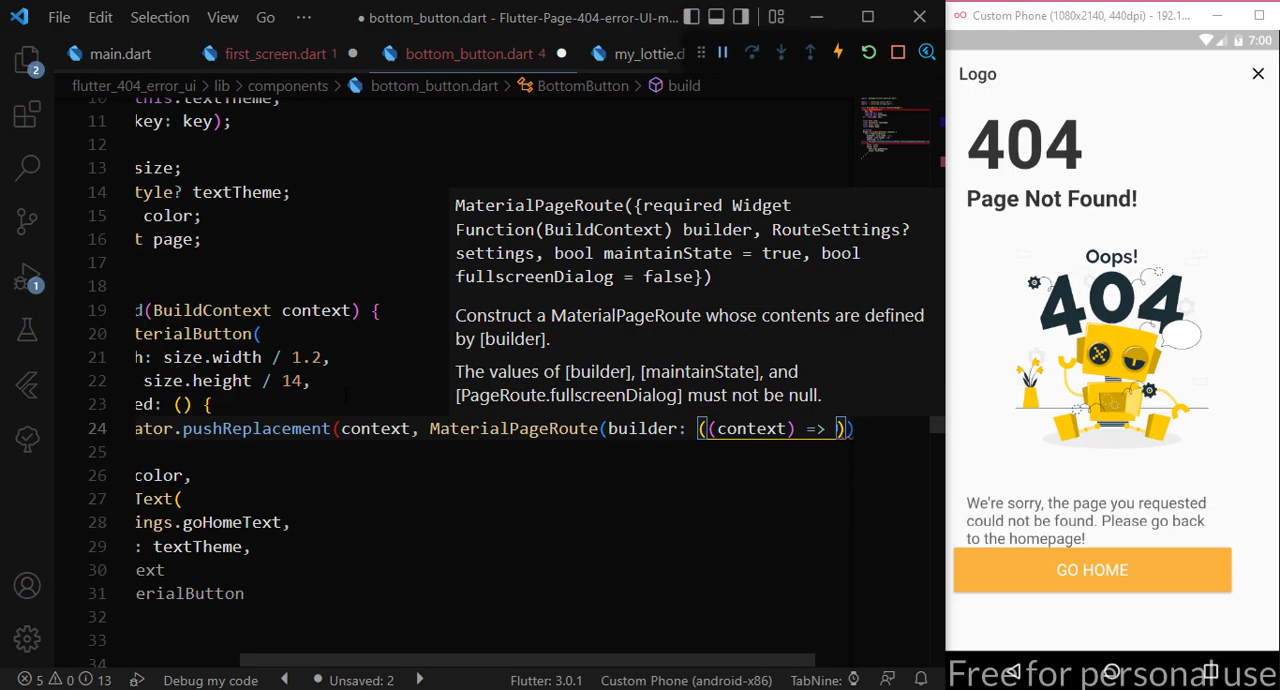 File Edit Selection View Go ··· ● bottom_button.dart - Flutter-Page-404-error-UI-m...
main.dart first_screen.dart 1 bottom_button.dart 4 my_lottie.d
flutter_404_error_ui > lib > components > bottom_button.dart > BottomButton > build
2
1
10 this.textTheme,
11 key: key);
12
13 size;
14 tyle? textTheme;
15 color;
16 t page;
17
18
19 d(BuildContext context) {
20 terialButton(
21 h: size.width / 1.2,
22 size.height / 14,
23 ed: () {
24 ator.pushReplacement(context, MaterialPageRoute(builder: ((context) => ))
25
26 color,
27 Text(
28 ings.goHomeText,
29 : textTheme,
30 ext
31 erialButton
32
33
34
MaterialPageRoute({required Widget
Function(BuildContext) builder, RouteSettings?
settings, bool maintainState = true, bool
fullscreenDialog = false})
Construct a MaterialPageRoute whose contents are defined
by [builder].
The values of [builder], [maintainState], and
[PageRoute.fullscreenDialog] must not be null.
5 0 13 Debug my code Unsaved: 2 Flutter: 3.0.1 Custom Phone (android-x86) TabNine:
Custom Phone (1080x2140, 440dpi) - 192.1...
7:00
Logo
404
Page Not Found!
Oops!
404
We're sorry, the page you requested
could not be found. Please go back
to the homepage!
GO HOME
Free for personal use